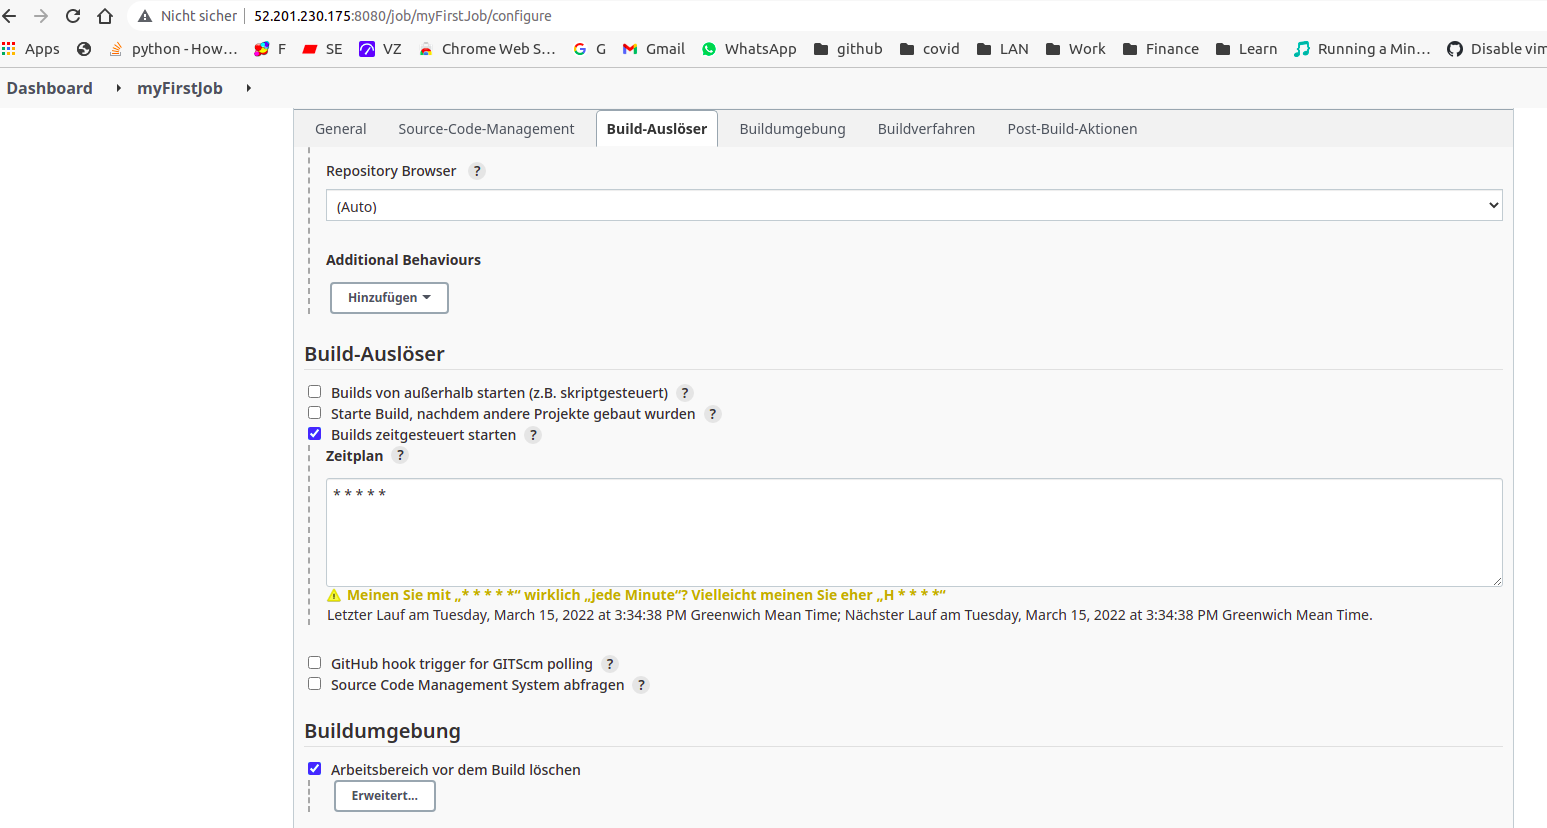 Nicht sicher 52.201.230.175:8080/job/myFirstJob/configure
Apps python - How… F SE VZ Chrome Web S… G Gmail WhatsApp github covid LAN Work Finance Learn Running a Min… Disable vim
Dashboard myFirstJob
General Source-Code-Management Build-Auslöser Buildumgebung Buildverfahren Post-Build-Aktionen
Repository Browser ?
(Auto)
Additional Behaviours
Hinzufügen
Build-Auslöser
Builds von außerhalb starten (z.B. skriptgesteuert) ?
Starte Build, nachdem andere Projekte gebaut wurden ?
Builds zeitgesteuert starten ?
Zeitplan ?
* * * * *
Meinen Sie mit „* * * * *“ wirklich „jede Minute“? Vielleicht meinen Sie eher „H * * * *“
Letzter Lauf am Tuesday, March 15, 2022 at 3:34:38 PM Greenwich Mean Time; Nächster Lauf am Tuesday, March 15, 2022 at 3:34:38 PM Greenwich Mean Time.
GitHub hook trigger for GITScm polling ?
Source Code Management System abfragen ?
Buildumgebung
Arbeitsbereich vor dem Build löschen
Erweitert...